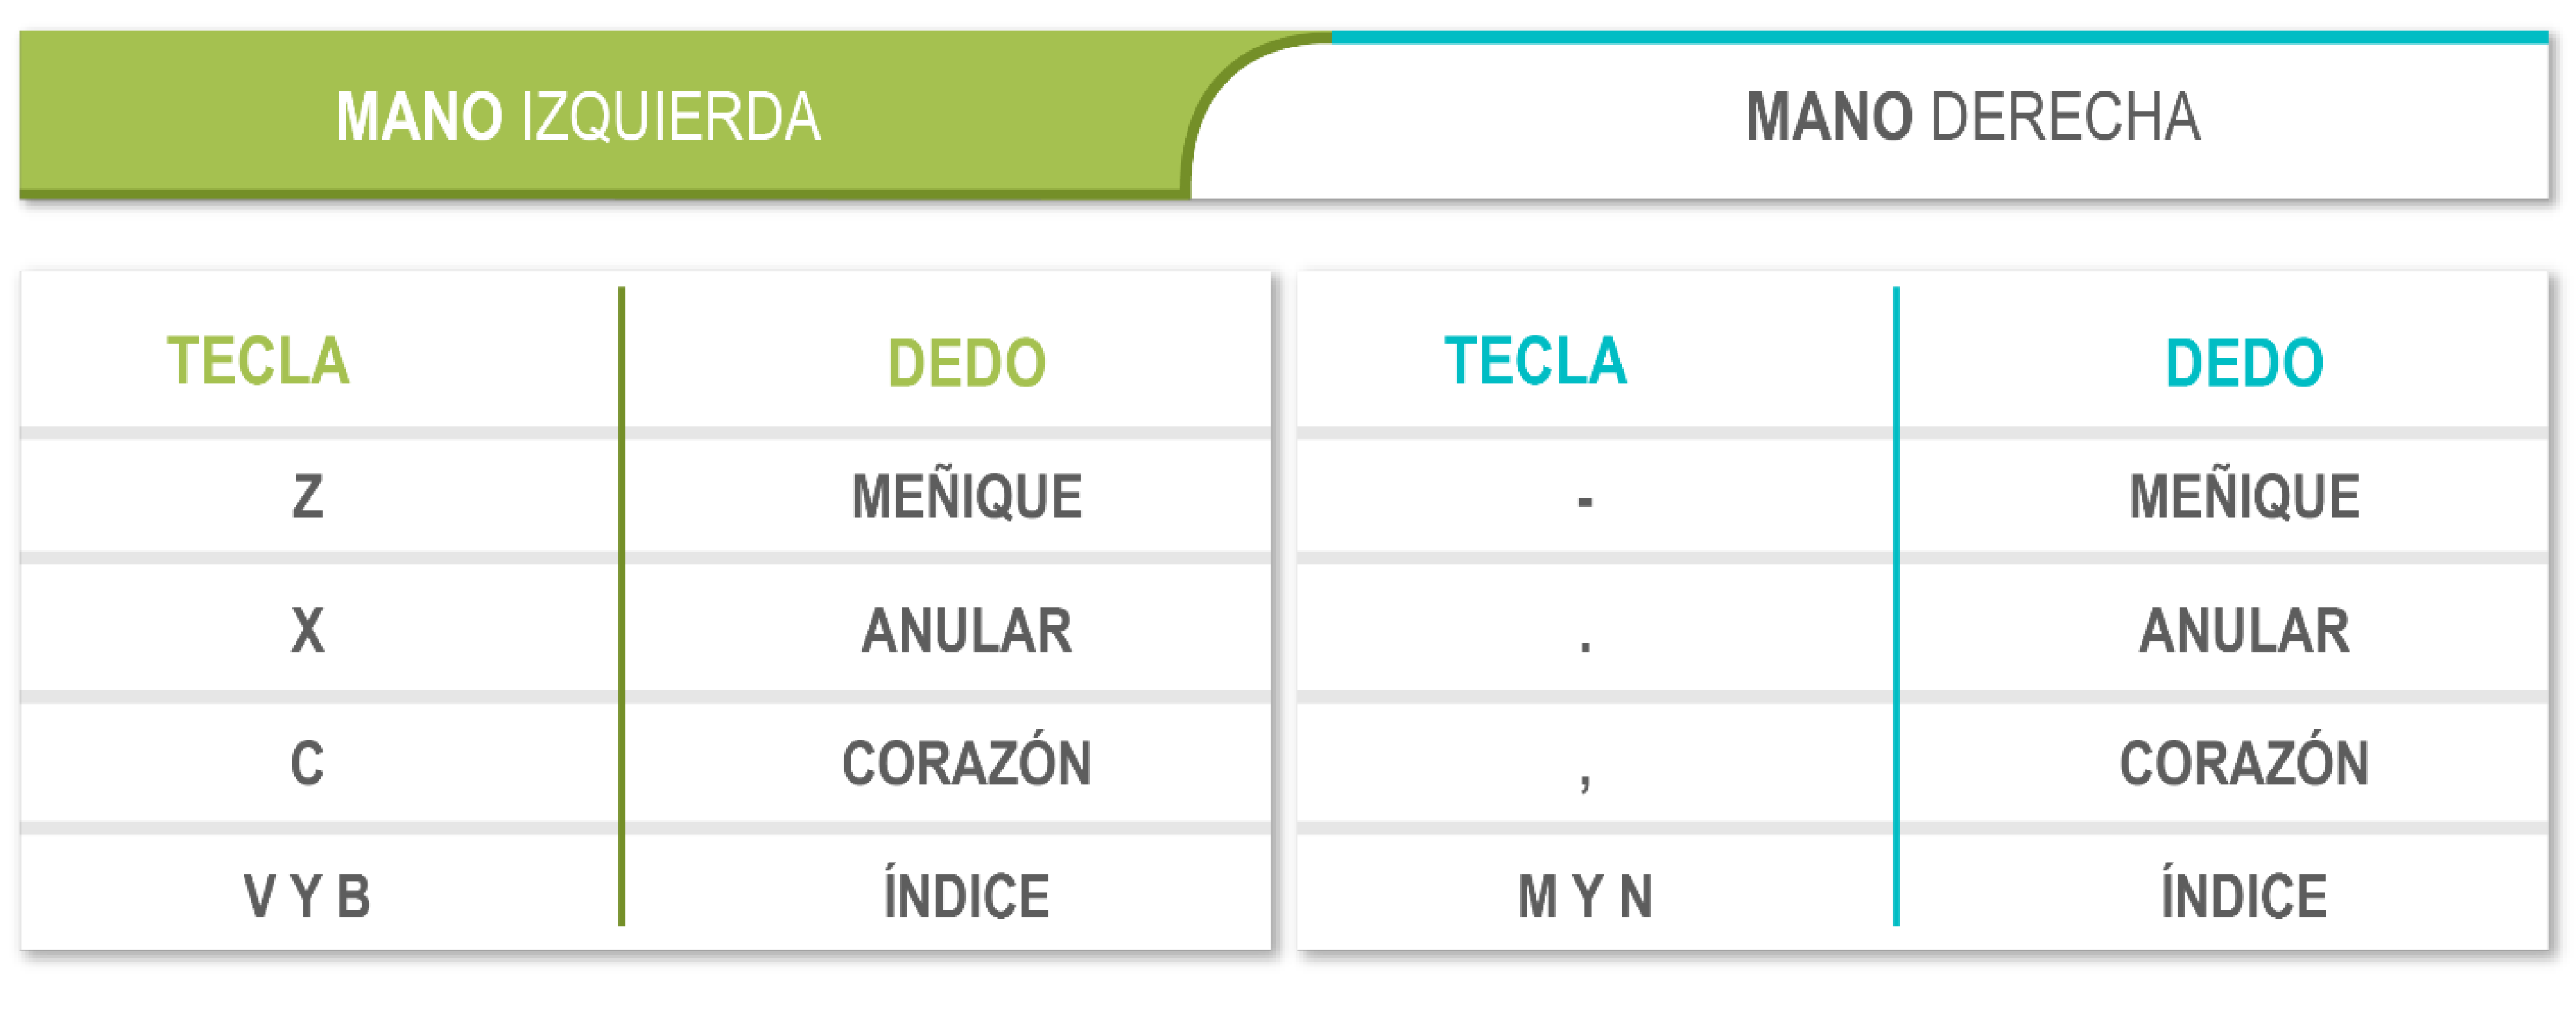 MANO IZQUIERDA
MANO DERECHA
TECLA DEDO
Z MEÑIQUE
X ANULAR
C CORAZÓN
V Y B ÍNDICE
TECLA DEDO
- MEÑIQUE
. ANULAR
, CORAZÓN
M Y N ÍNDICE